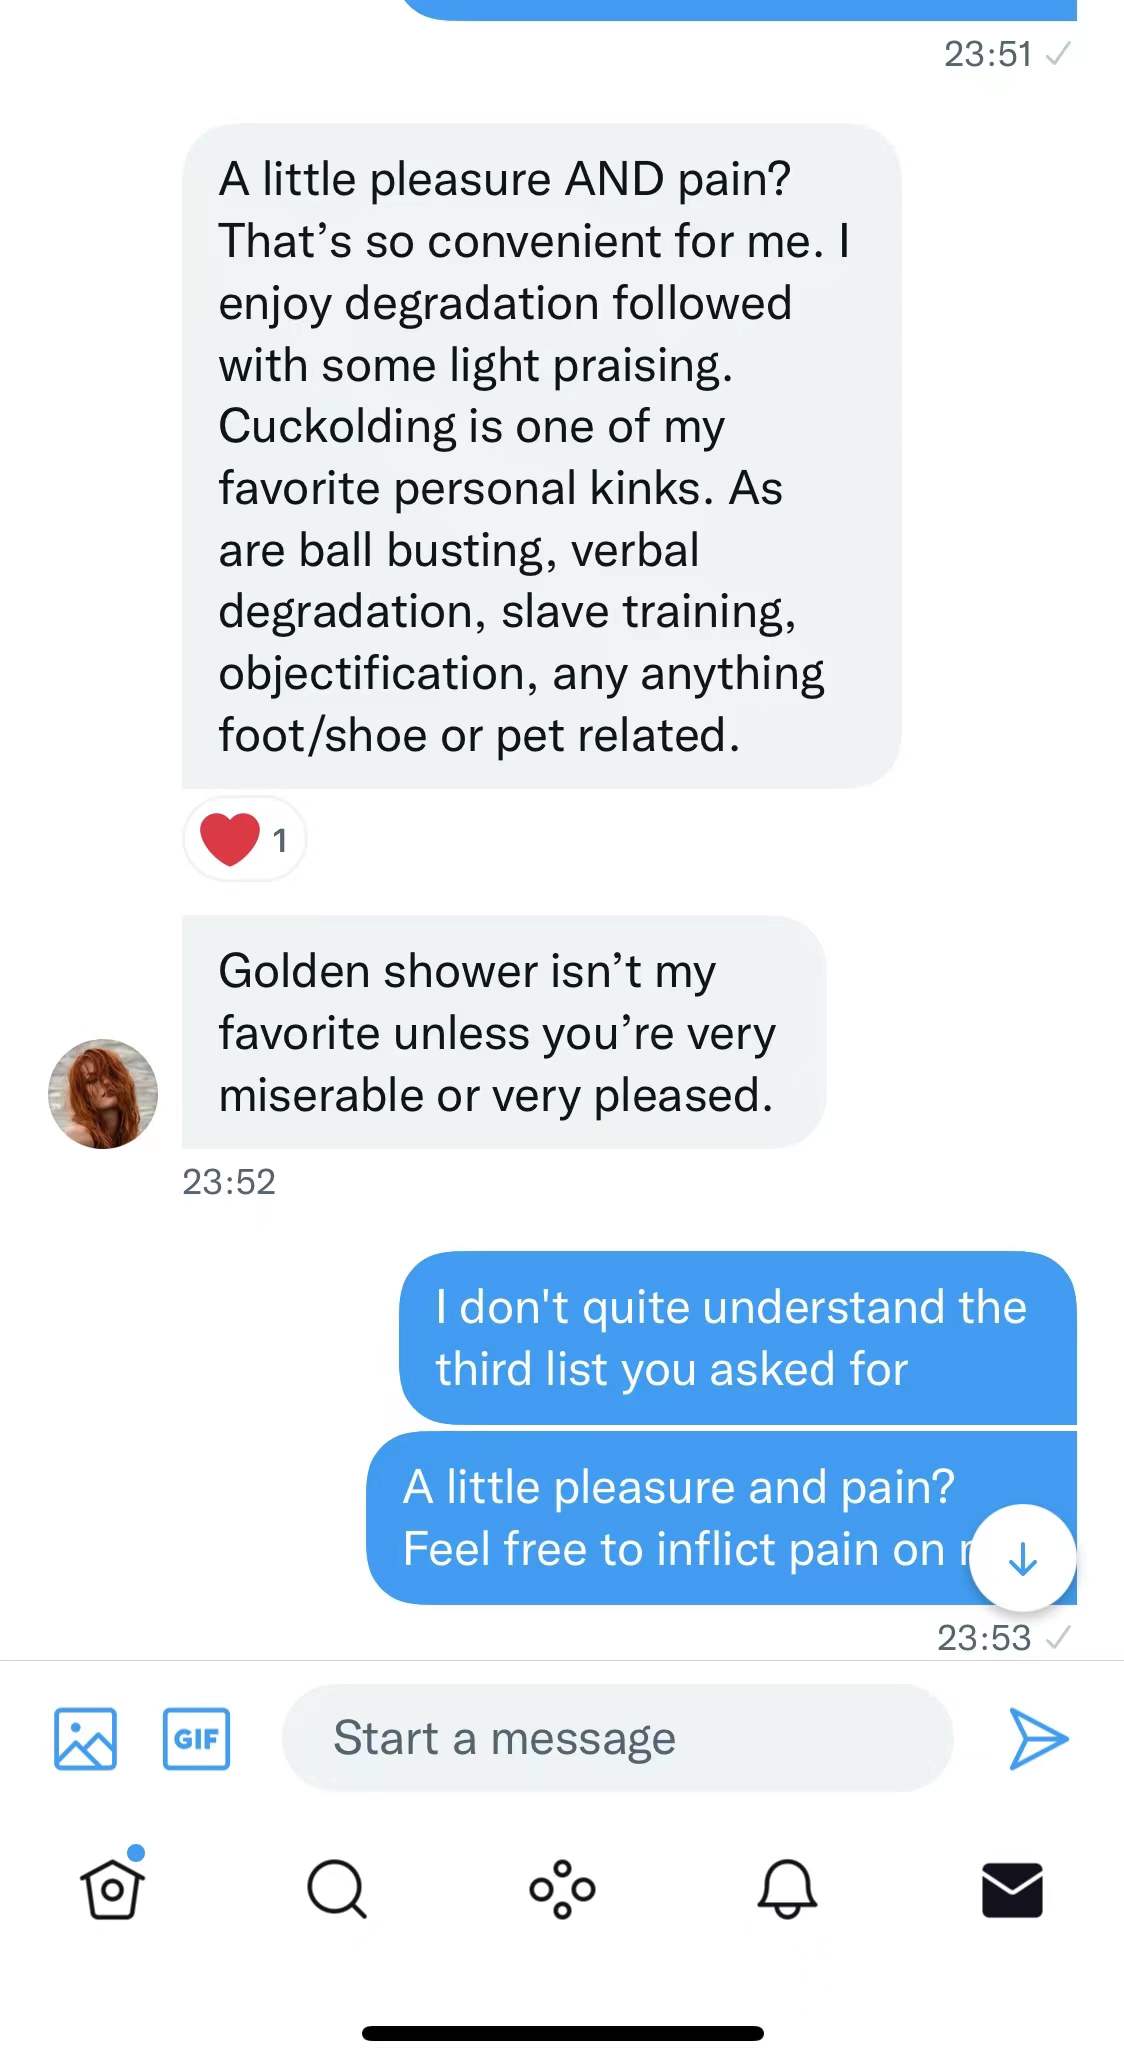 23:51
A little pleasure AND pain?
That's so convenient for me. I
enjoy degradation followed
with some light praising.
Cuckolding is one of my
favorite personal kinks. As
are ball busting, verbal
degradation, slave training,
objectification, any anything
foot/shoe or pet related.
1
Golden shower isn't my
favorite unless you're very
miserable or very pleased.
23:52
I don't quite understand the
third list you asked for
A little pleasure and pain?
Feel free to inflict pain on
23:53
GIF
Start a message